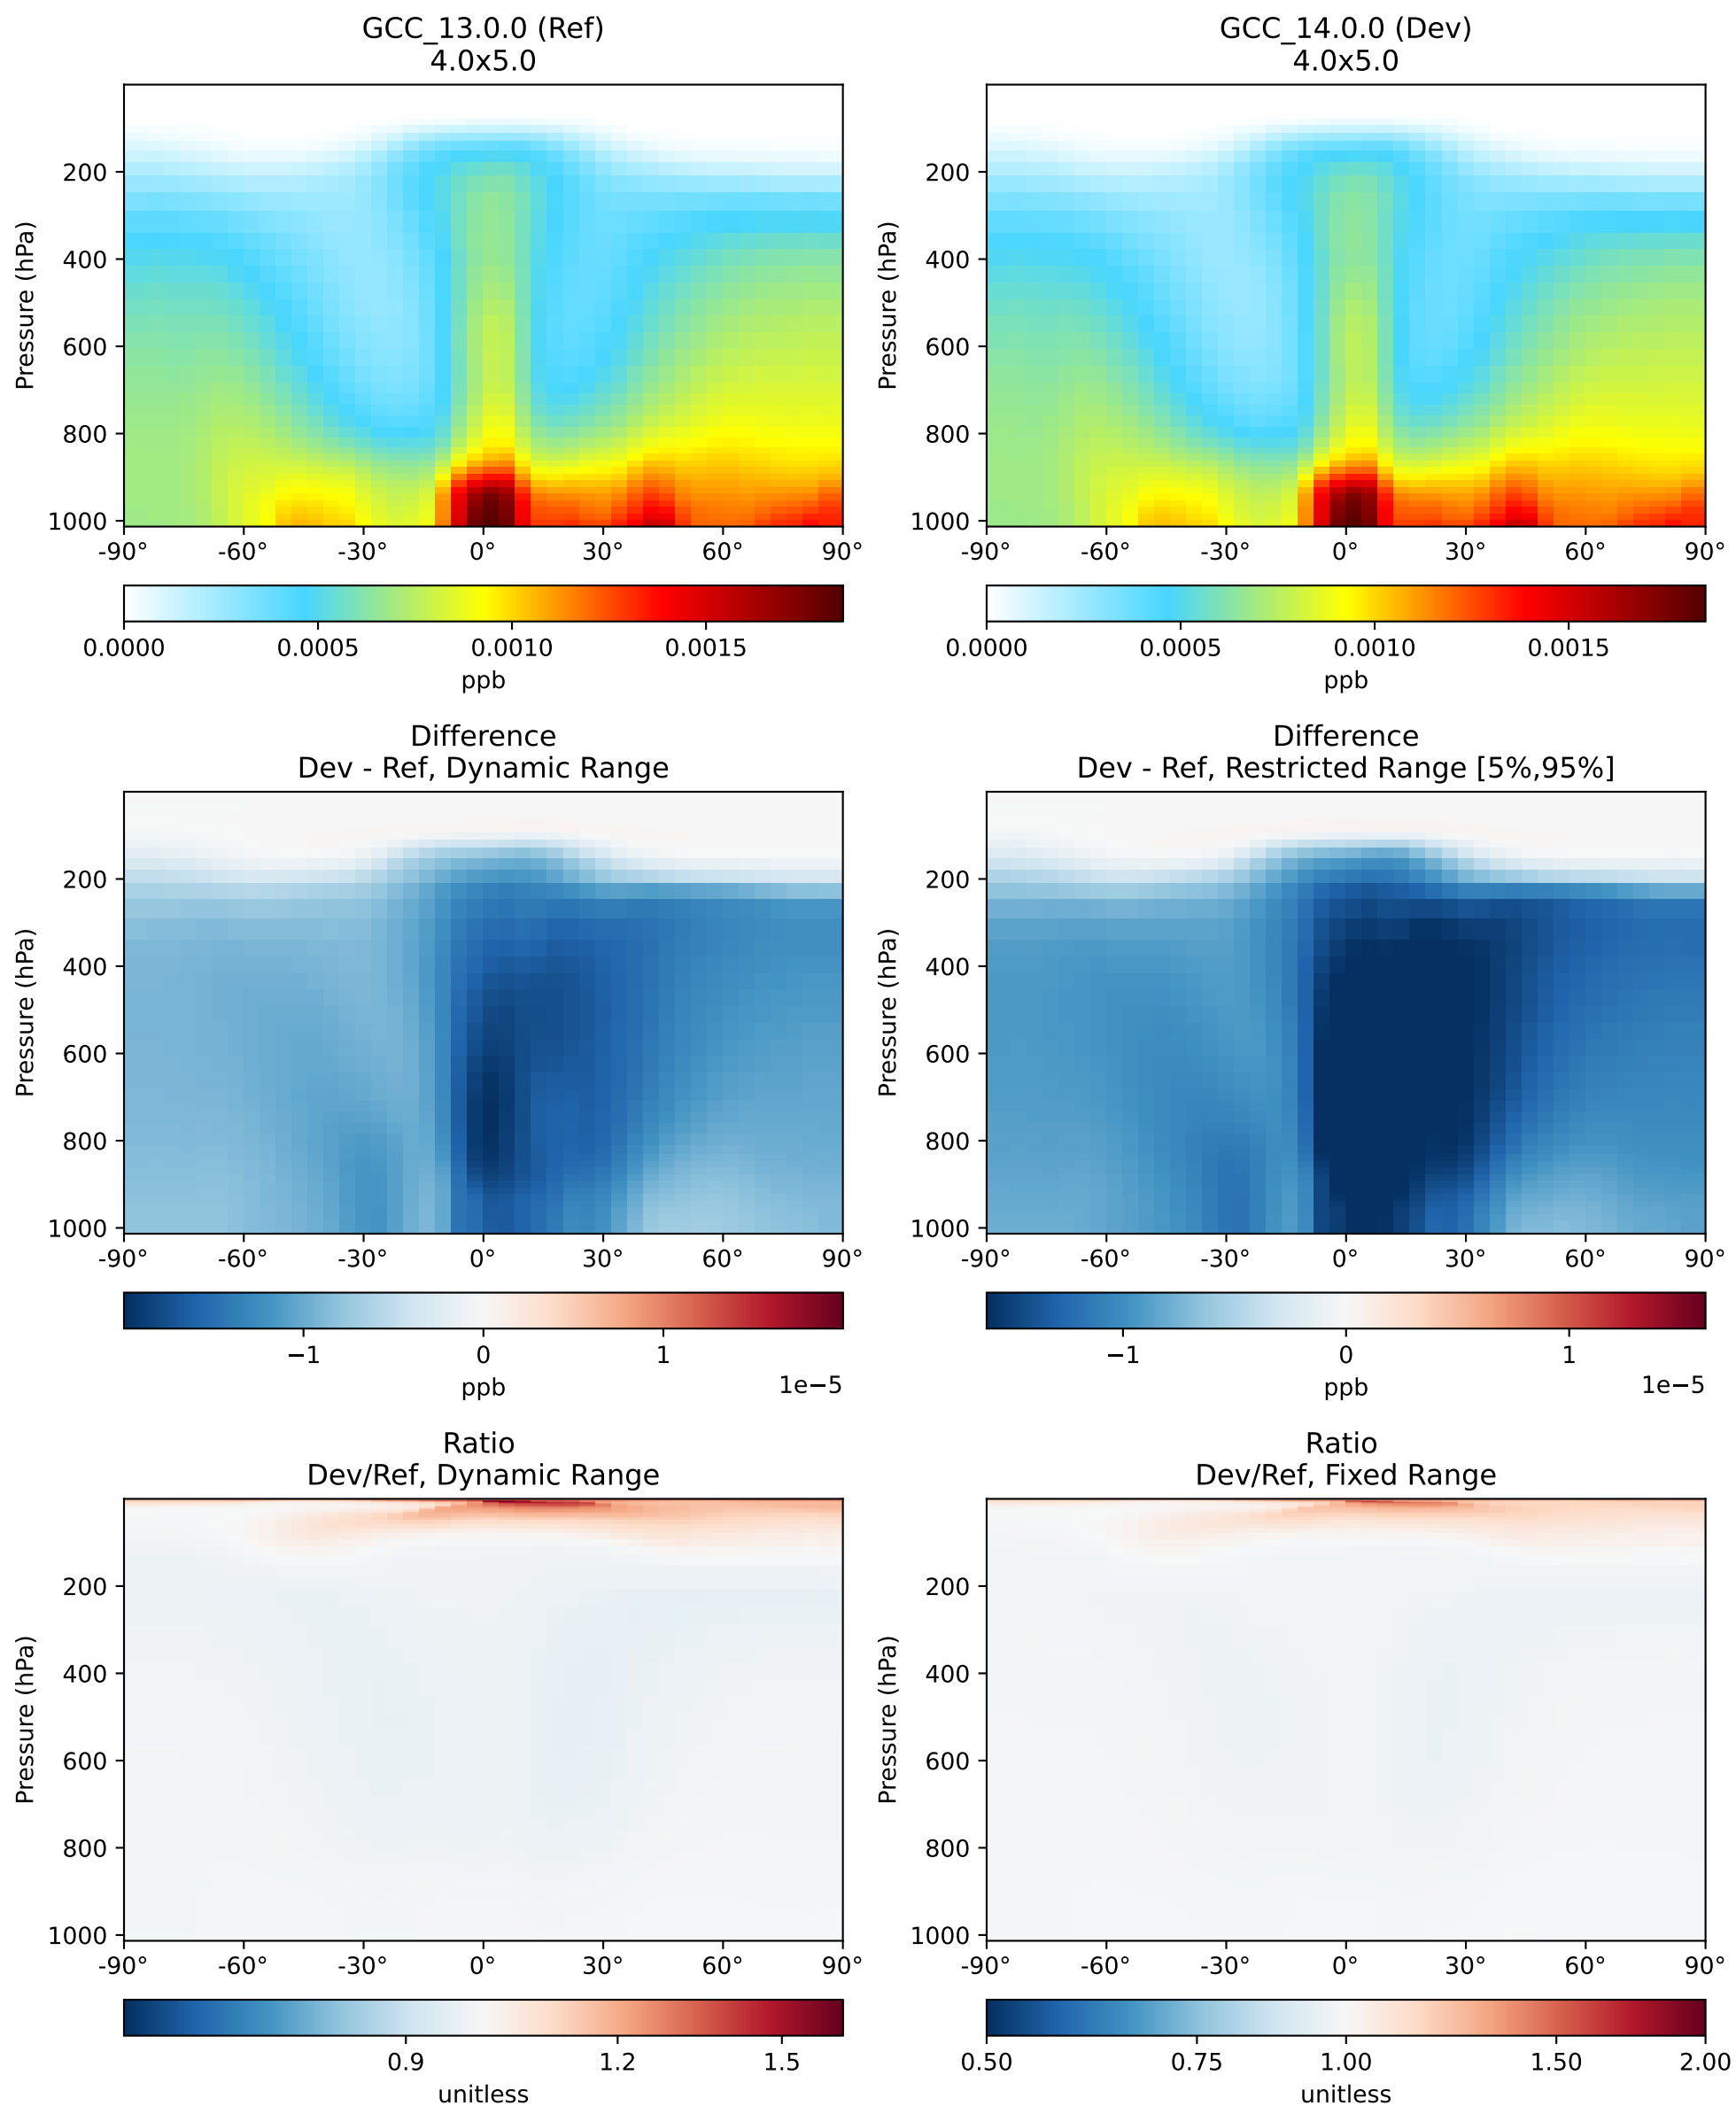 GCC_13.0.0 (Ref)
4.0x5.0
Pressure (hPa)
200
400
600
800
1000
-90° -60° -30° 0° 30° 60° 90°
0.0000 0.0005 0.0010 0.0015
ppb
GCC_14.0.0 (Dev)
4.0x5.0
Pressure (hPa)
200
400
600
800
1000
-90° -60° -30° 0° 30° 60° 90°
0.0000 0.0005 0.0010 0.0015
ppb
Difference
Dev - Ref, Dynamic Range
Pressure (hPa)
200
400
600
800
1000
-90° -60° -30° 0° 30° 60° 90°
−1 0 1
ppb 1e−5
Difference
Dev - Ref, Restricted Range [5%,95%]
Pressure (hPa)
200
400
600
800
1000
-90° -60° -30° 0° 30° 60° 90°
−1 0 1
ppb 1e−5
Ratio
Dev/Ref, Dynamic Range
Pressure (hPa)
200
400
600
800
1000
-90° -60° -30° 0° 30° 60° 90°
0.9 1.2 1.5
unitless
Ratio
Dev/Ref, Fixed Range
Pressure (hPa)
200
400
600
800
1000
-90° -60° -30° 0° 30° 60° 90°
0.50 0.75 1.00 1.50 2.00
unitless